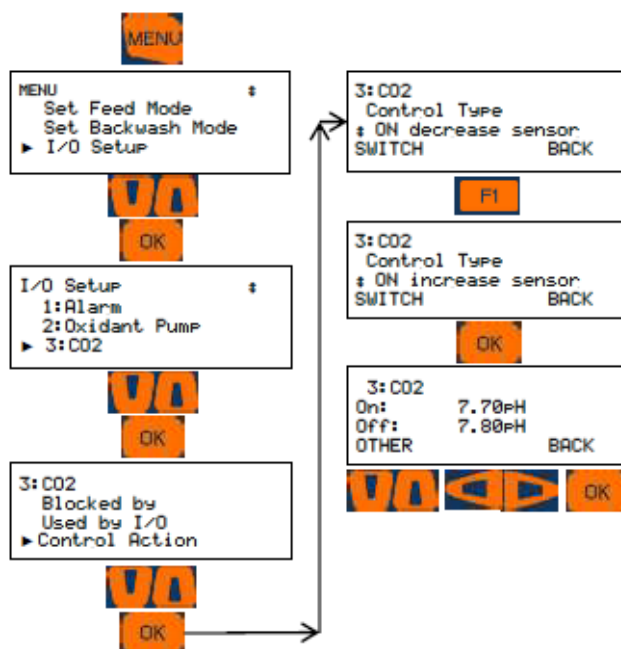 MENU
MENU
Set Feed Mode
Set Backwash Mode
► I/O Setup
OK
I/O Setup
1:Alarm
2:Oxidant Pump
► 3:CO2
OK
3:CO2
Blocked by
Used by I/O
►Control Action
OK
3:CO2
Control Type
ON decrease sensor
SWITCH BACK
F1
3:CO2
Control Type
ON increase sensor
SWITCH BACK
OK
3:CO2
On: 7.70pH
Off: 7.80pH
OTHER BACK
OK